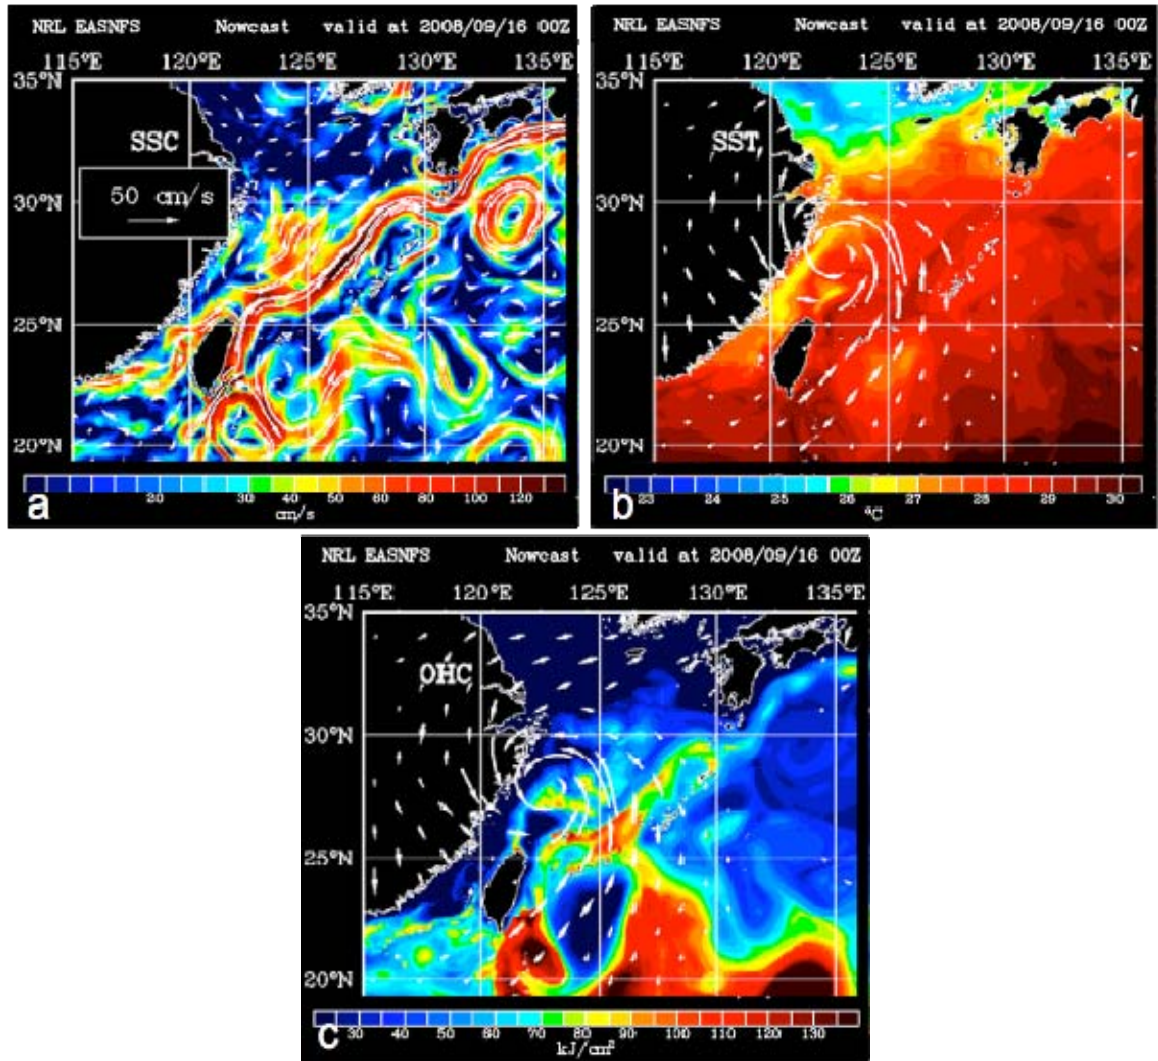 NRL EASNFS Nowcast valid at 2008/09/16 00Z
115°E 120°E 125°E 130°E 135°E
35°N
SSC
50 cm/s
30°N
25°N
20°N
20 30 40 50 60 80 100 120
cm/s
a
NRL EASNFS Nowcast valid at 2008/09/16 00Z
115°E 120°E 125°E 130°E 135°E
35°N
SST
30°N
25°N
20°N
23 24 25 26 27 28 29 30
°C
b
NRL EASNFS Nowcast valid at 2008/09/16 00Z
115°E 120°E 125°E 130°E 135°E
35°N
OHC
30°N
25°N
20°N
30 40 50 60 70 80 90 100 110 120 130
kJ/cm²
c